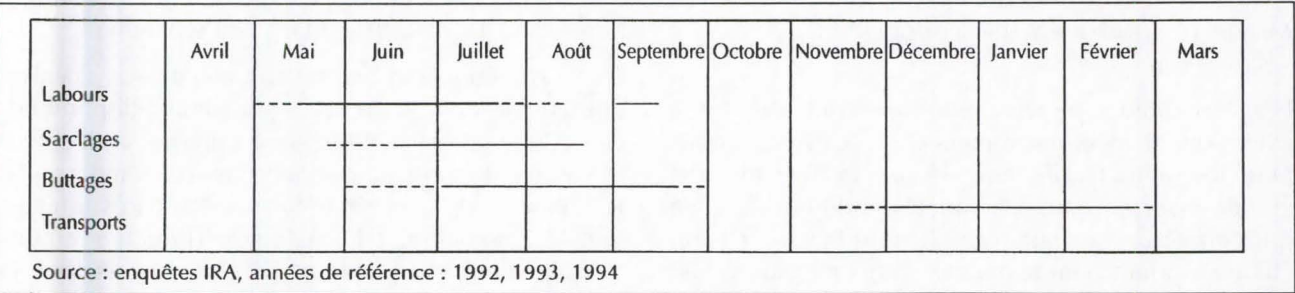 Avril Mai Juin Juillet Août Septembre Octobre Novembre Décembre Janvier Février Mars
Labours
Sarclages
Buttages
Transports
Source : enquêtes IRA, années de référence : 1992, 1993, 1994